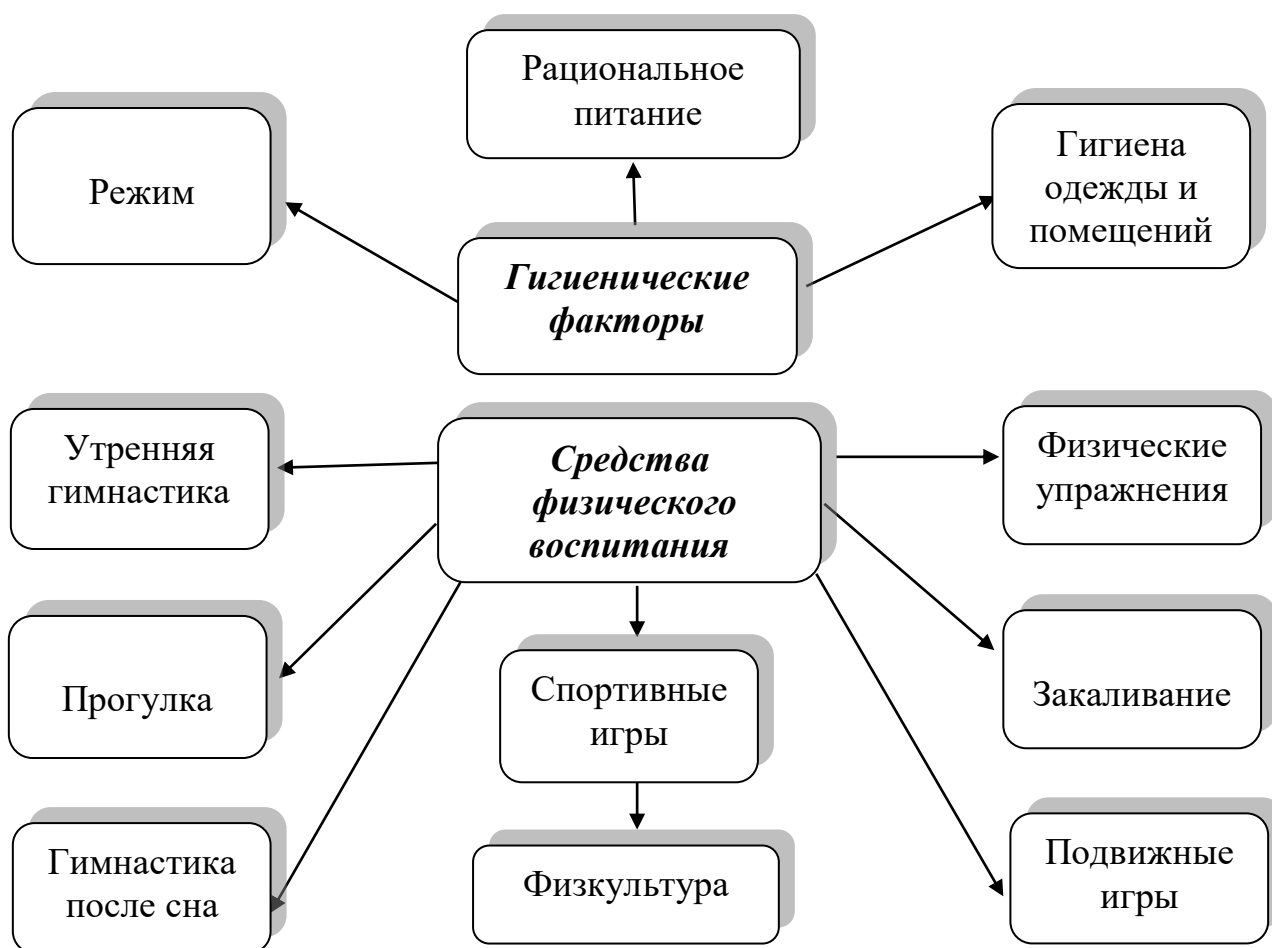 Рациональное
питание
Режим
Гигиена
одежды и
помещений
Гигиенические
факторы
Утренняя
гимнастика
Средства
физического
воспитания
Физические
упражнения
Прогулка
Спортивные
игры
Закаливание
Гимнастика
после сна
Физкультура
Подвижные
игры